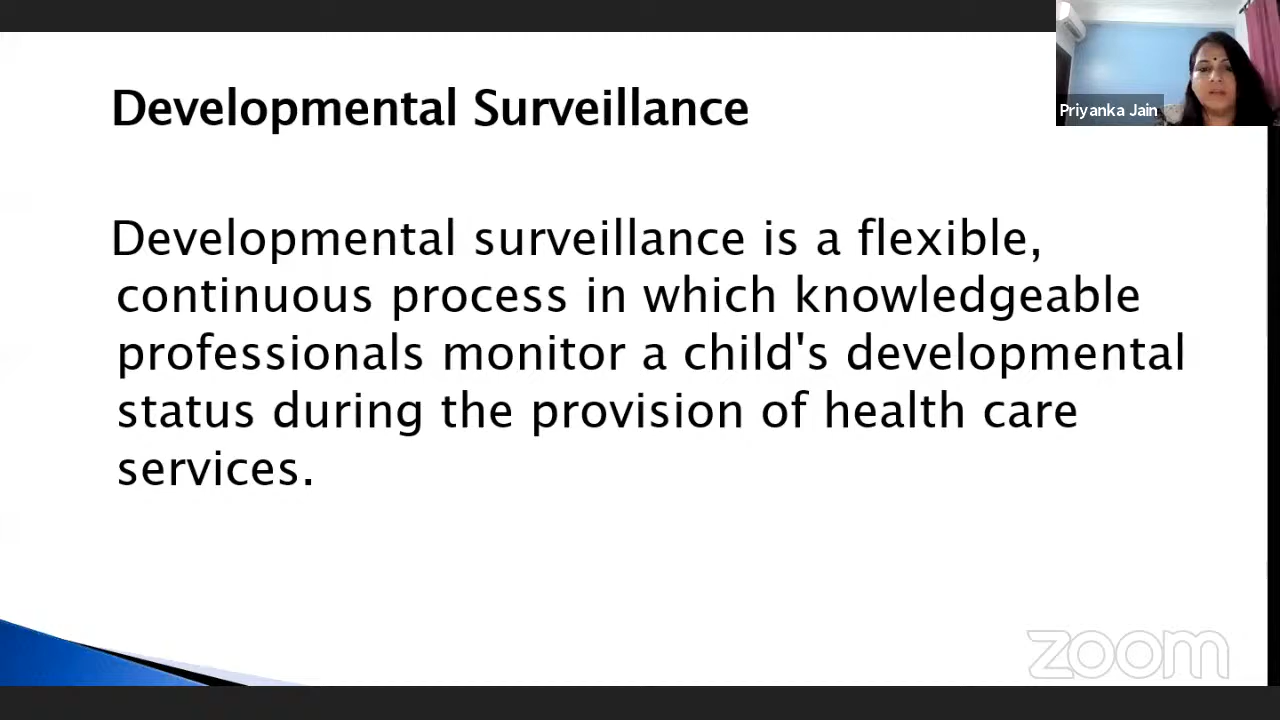 Developmental Surveillance
Priyanka Jain
Developmental surveillance is a flexible,
continuous process in which knowledgeable
professionals monitor a child's developmental
status during the provision of health care
services.
zoom